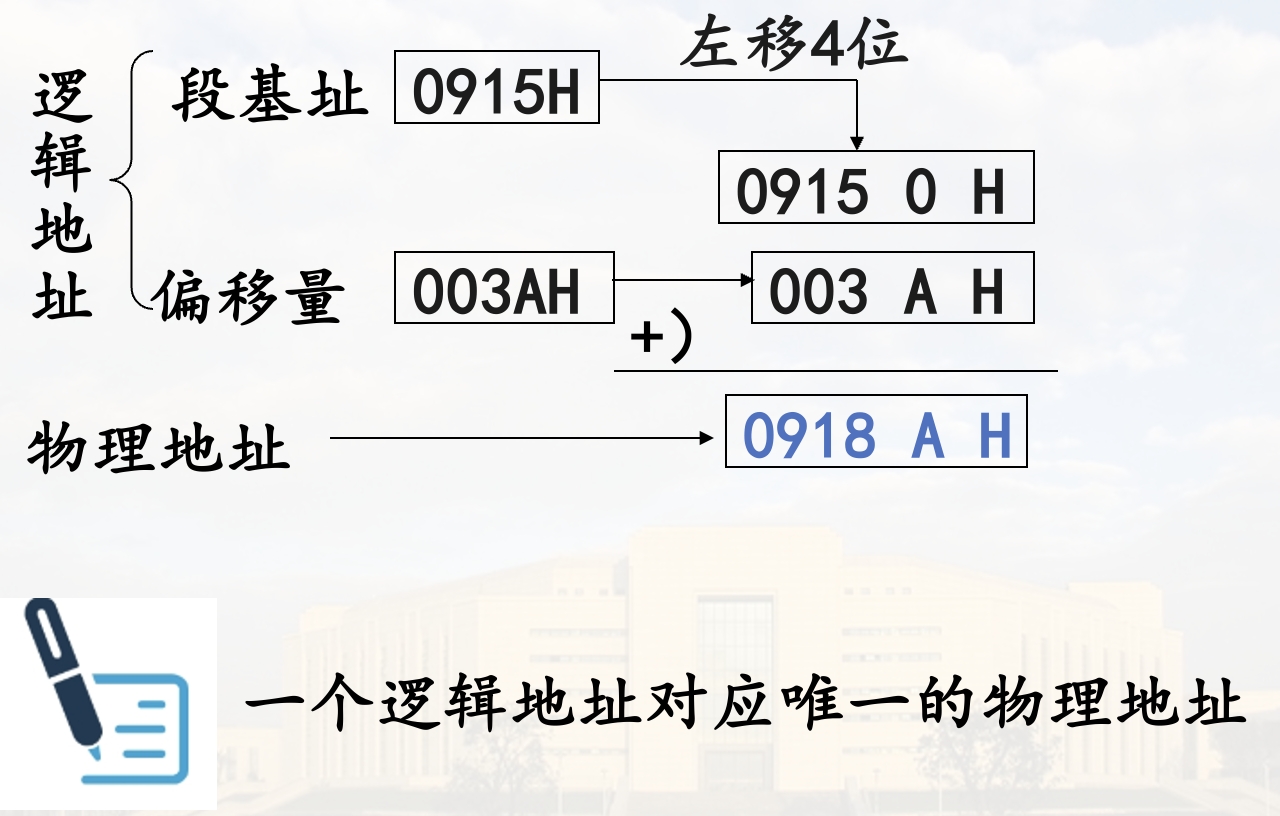 左移4位
逻辑地址
段基址 0915H
0915 0 H
偏移量 003AH 003 A H
+)
物理地址 0918 A H
一个逻辑地址对应唯一的物理地址